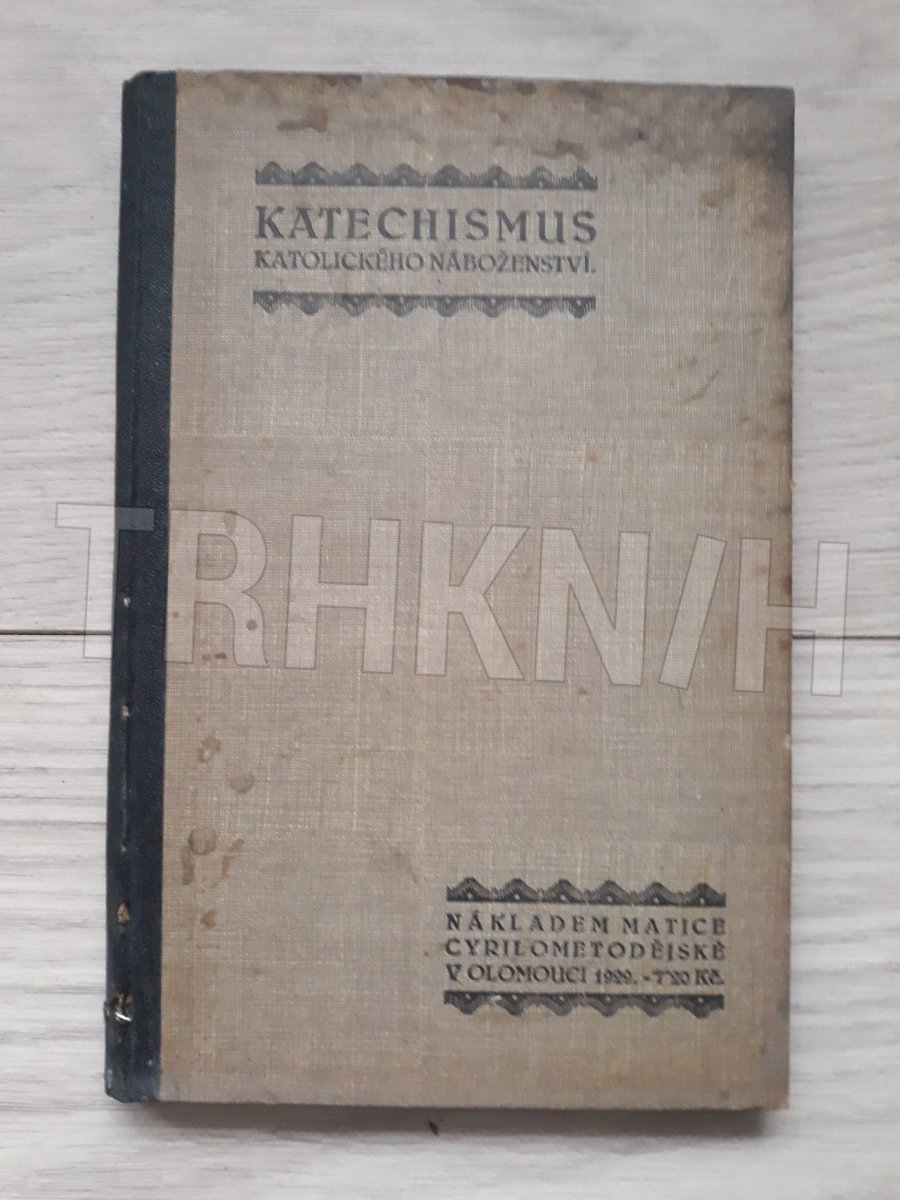 KATECHISMUS
KATOLICKÉHO NÁBOŽENSTVÍ.
TRHKNIH
NÁKLADEM MATICE
CYRILOMETODĚJSKÉ
V OLOMOUCI 1929. - 7'20 Kč.